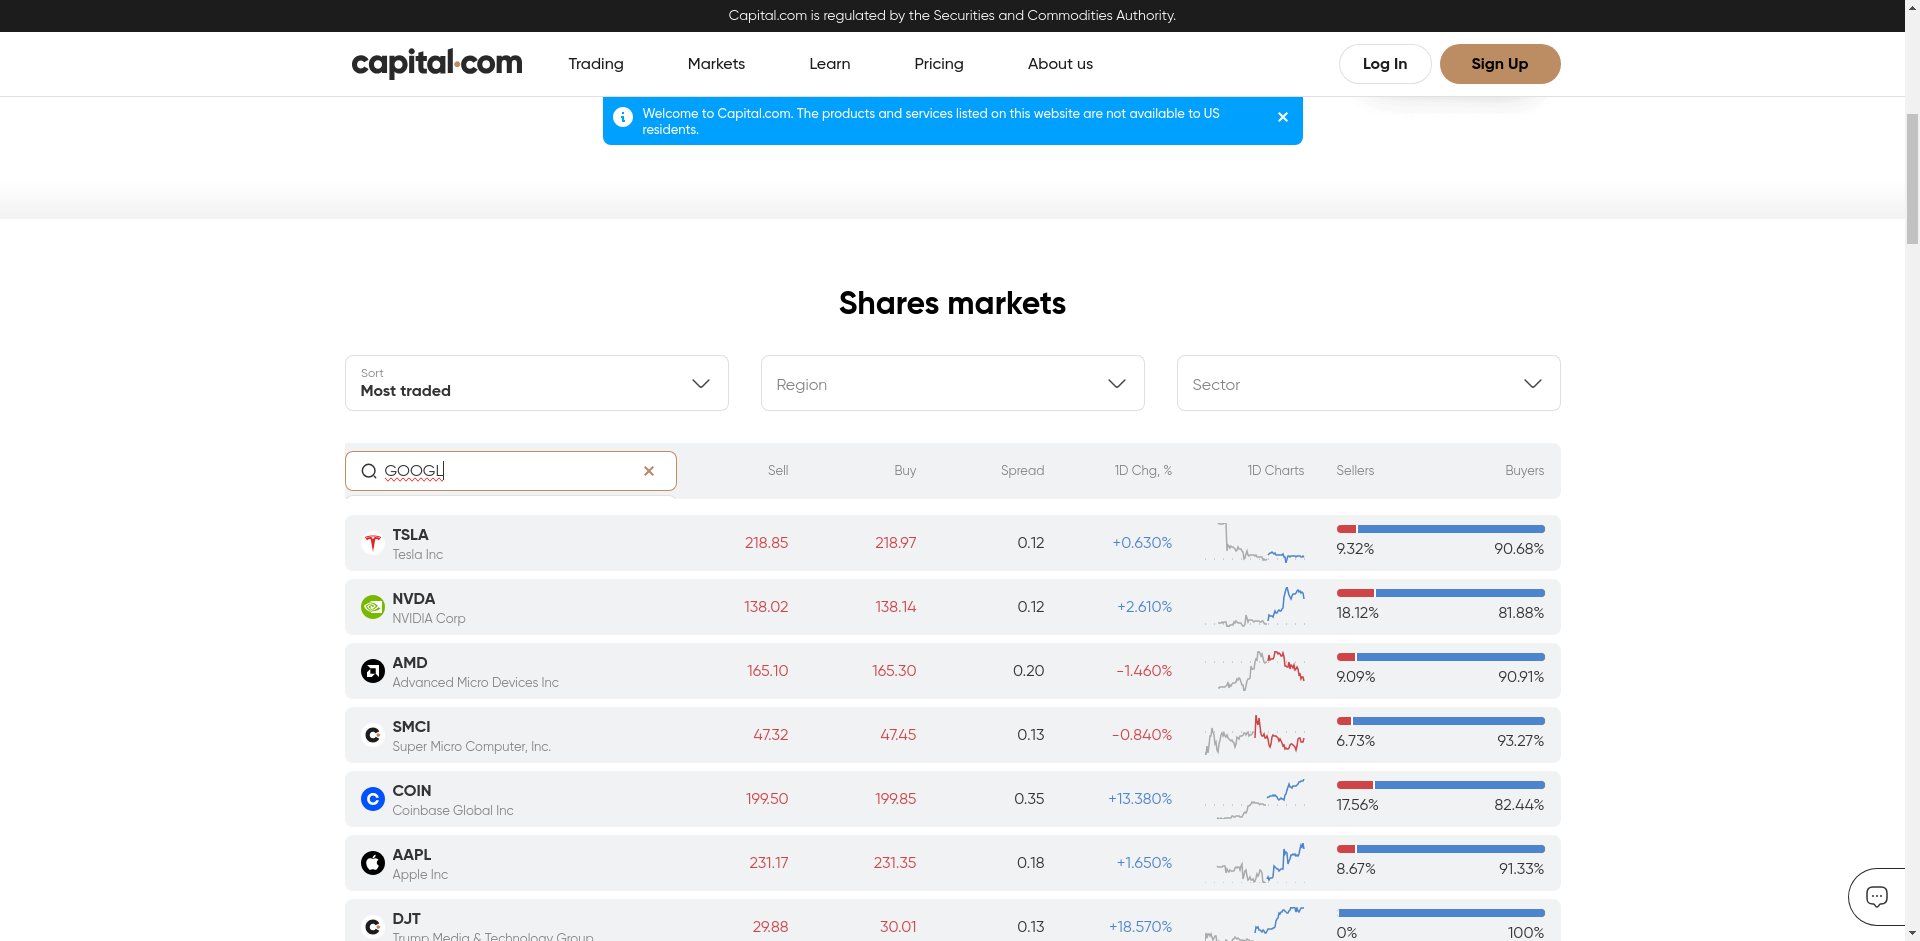 Capital.com is regulated by the Securities and Commodities Authority.
capital.com Trading Markets Learn Pricing About us Log In Sign Up
Welcome to Capital.com. The products and services listed on this website are not available to US
residents.
Shares markets
Sort
Most traded
Region
Sector
GOOGL Sell Buy Spread 1D Chg, % 1D Charts Sellers Buyers
TSLA
Tesla Inc
218.85 218.97 0.12 +0.630% 9.32% 90.68%
NVDA
NVIDIA Corp
138.02 138.14 0.12 +2.610% 18.12% 81.88%
AMD
Advanced Micro Devices Inc
165.10 165.30 0.20 -1.460% 9.09% 90.91%
SMCI
Super Micro Computer, Inc.
47.32 47.45 0.13 -0.840% 6.73% 93.27%
COIN
Coinbase Global Inc
199.50 199.85 0.35 +13.380% 17.56% 82.44%
AAPL
Apple Inc
231.17 231.35 0.18 +1.650% 8.67% 91.33%
DJT
Trump Media & Technology Group
29.88 30.01 0.13 +18.570% 0% 100%